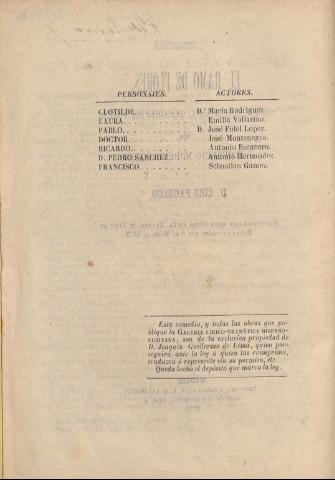 PERSONAJES. ACTORES.
CLOTILDE. D.ª María Rodriguez.
LAURA. Emilia Vallarino.
PABLO. D. José Fidel Lopez.
DOCTOR. José Montenegro.
RICARDO. Antonio Escanero.
D. PEDRO SANCHEZ. Antonio Hernandez.
FRANCISCO. Sebastian Gamez.
Esta comedia, y todas las obras que publique
la GALERÍA LÍRICO-DRAMÁTICA HISPANO-
LUSITANA, son de la exclusiva propiedad de
D. Joaquin Guillermo de Lima, quien perseguirá
ante la ley á quien las reimprima,
traduzca ó represente sin su permiso, etc.
Queda hecho el depósito que marca la ley.